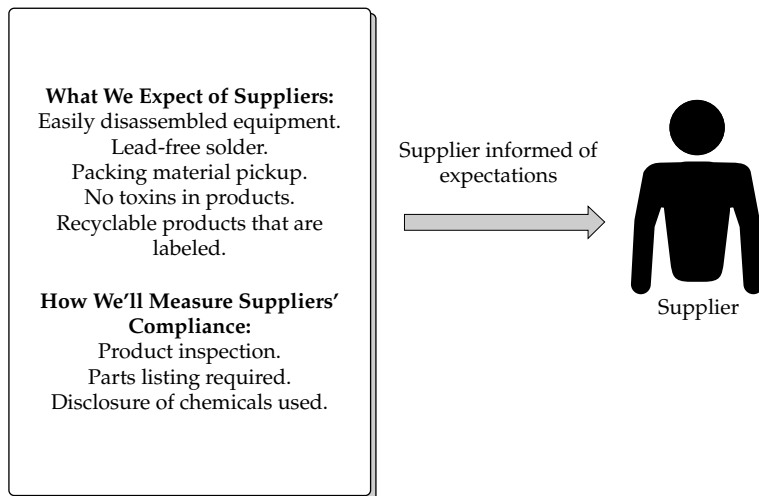 What We Expect of Suppliers:
Easily disassembled equipment.
Lead-free solder.
Packing material pickup.
No toxins in products.
Recyclable products that are
labeled.
How We’ll Measure Suppliers’
Compliance:
Product inspection.
Parts listing required.
Disclosure of chemicals used.
Supplier informed of
expectations
Supplier